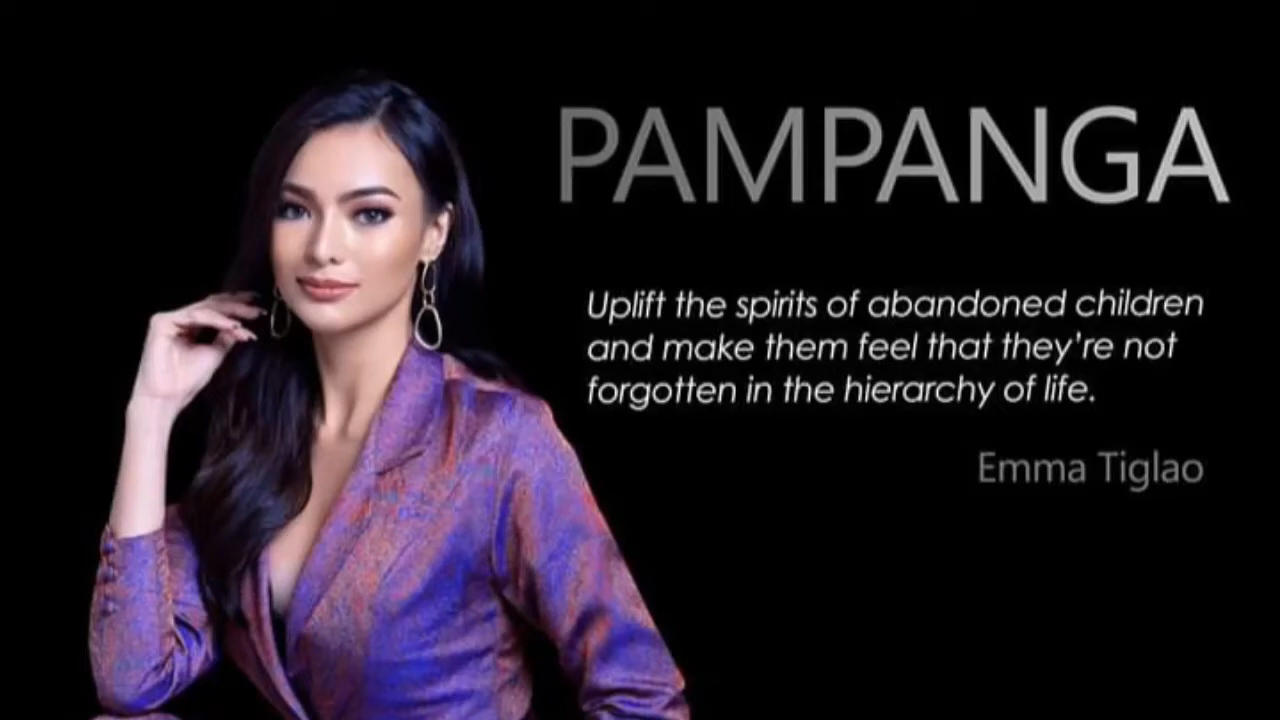 PAMPANGA
Uplift the spirits of abandoned children
and make them feel that they're not
forgotten in the hierarchy of life.
Emma Tiglao